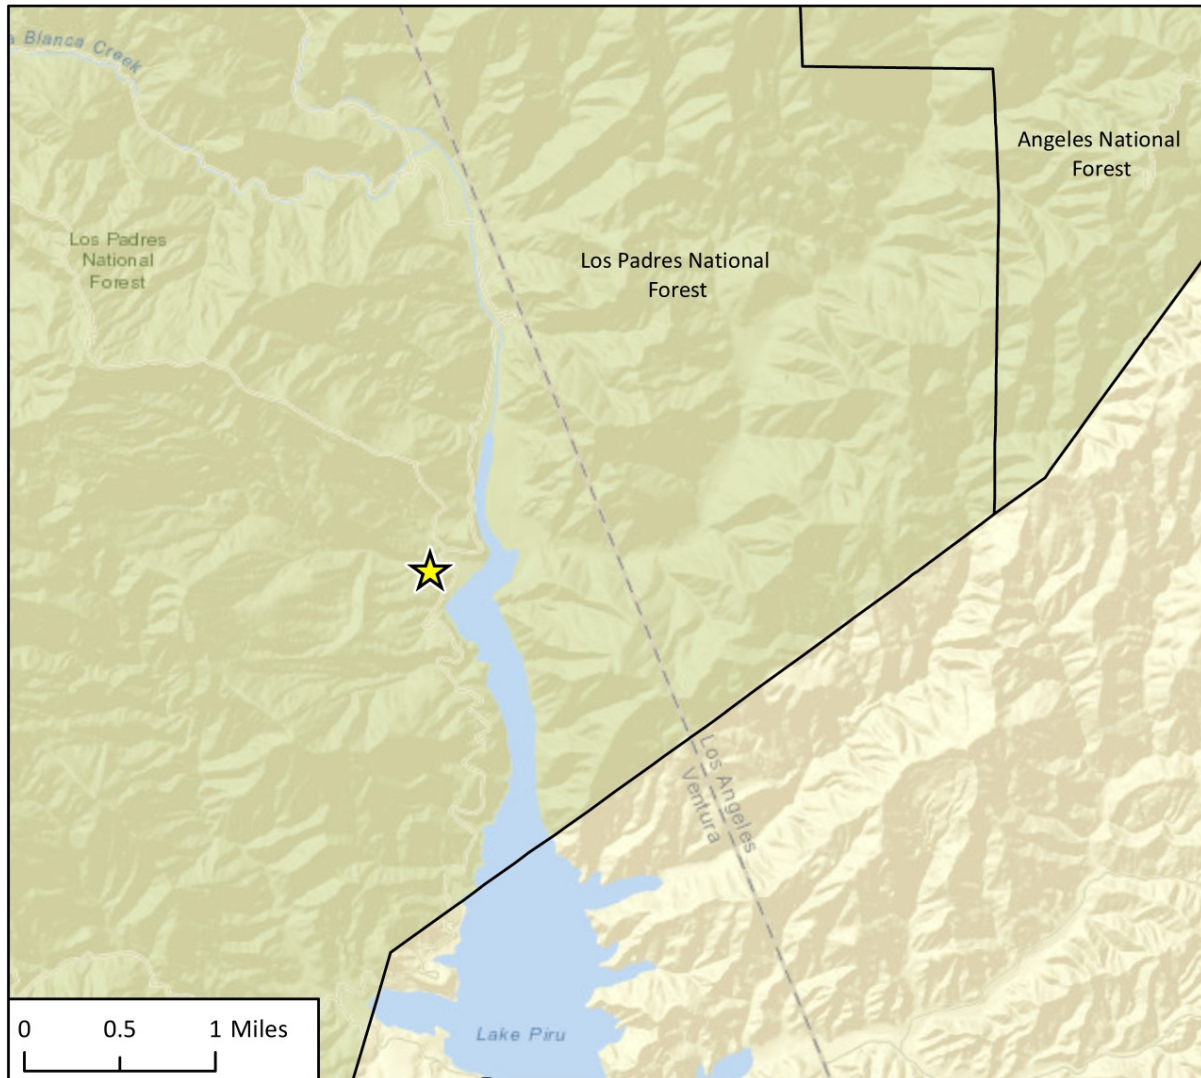 a Blanca Creek
Angeles National
Forest
Los Padres
National
Forest
Los Padres National
Forest
Los Angeles
Ventura
0 0.5 1 Miles
Lake Piru